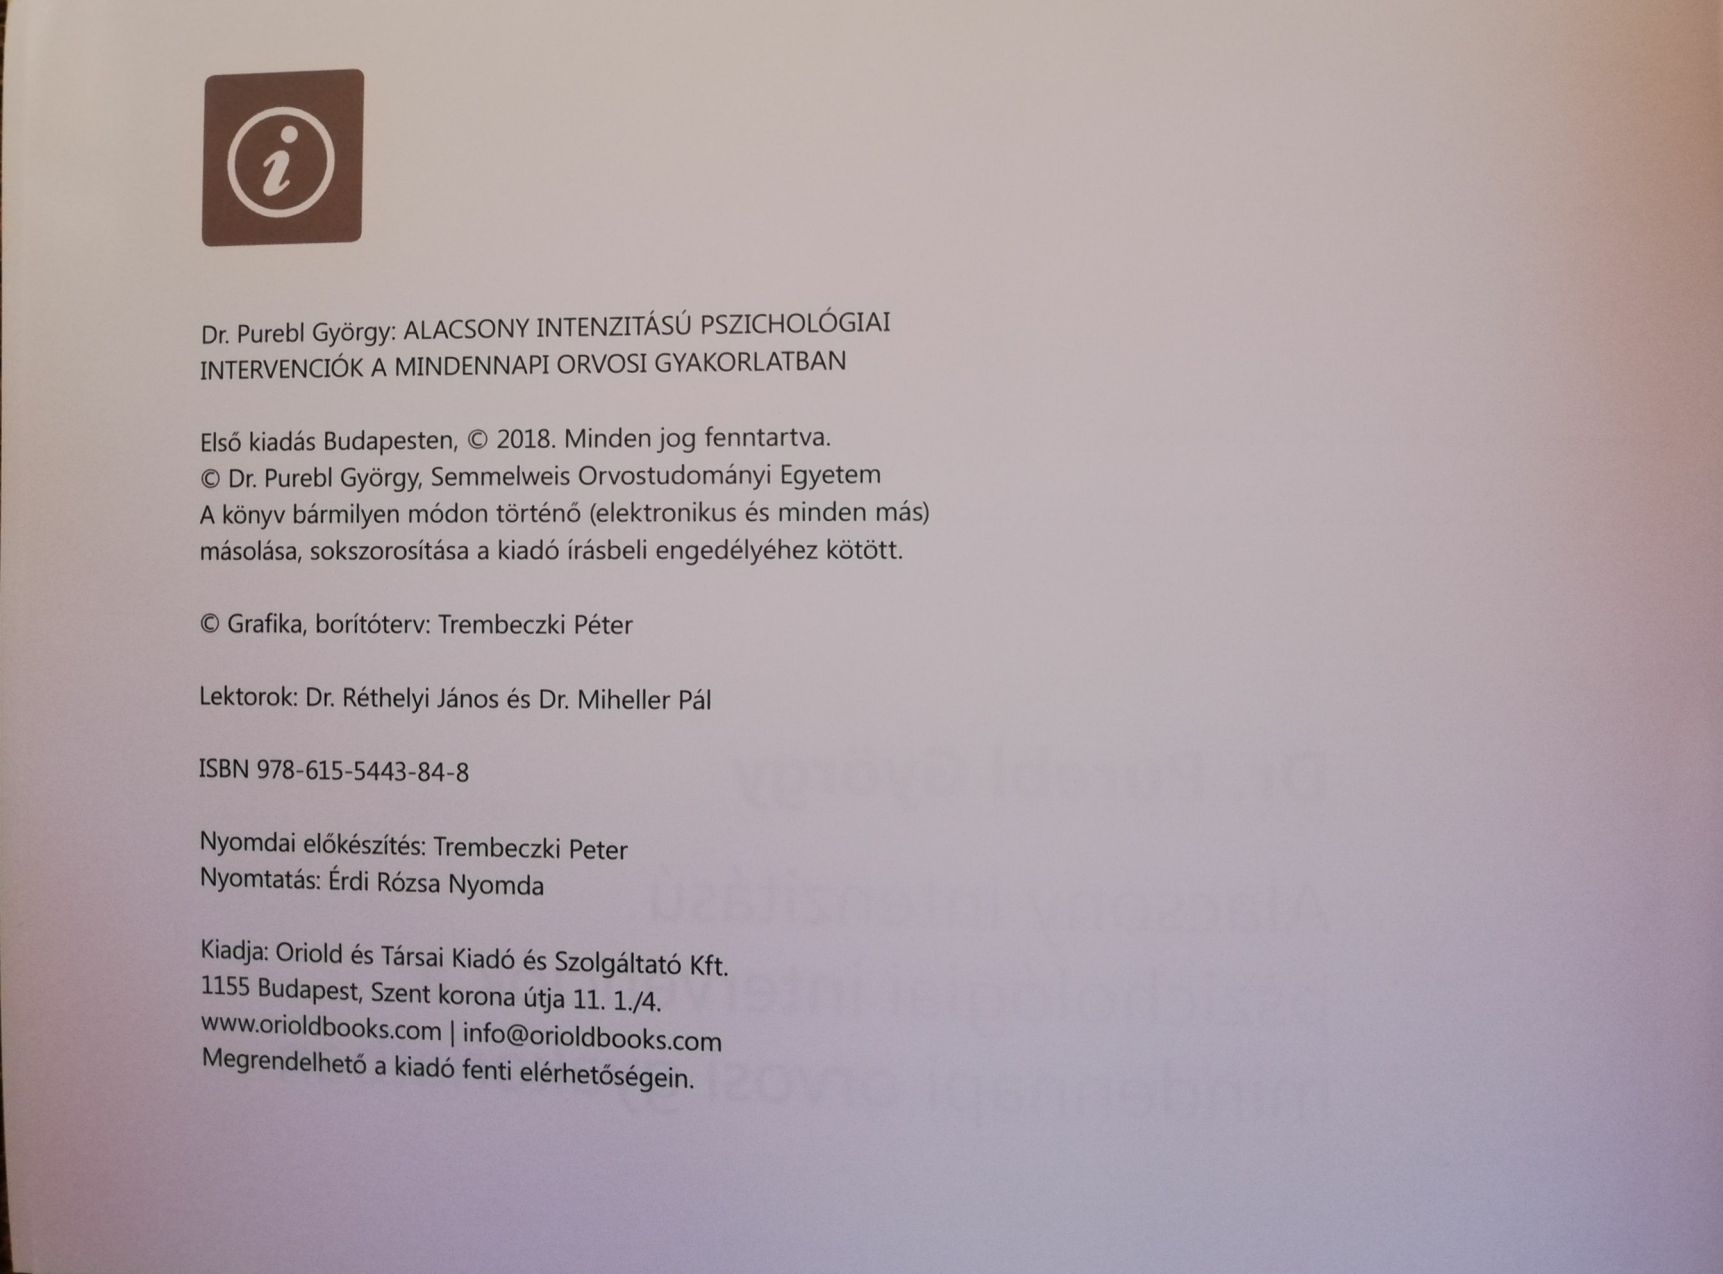 Dr. Purebl György: ALACSONY INTENZITÁSÚ PSZICHOLÓGIAI
INTERVENCIÓK A MINDENNAPI ORVOSI GYAKORLATBAN
Első kiadás Budapesten, © 2018. Minden jog fenntartva.
© Dr. Purebl György, Semmelweis Orvostudományi Egyetem
A könyv bármilyen módon történő (elektronikus és minden más)
másolása, sokszorosítása a kiadó írásbeli engedélyéhez kötött.
© Grafika, borítóterv: Trembeczki Péter
Lektorok: Dr. Réthelyi János és Dr. Miheller Pál
ISBN 978-615-5443-84-8
Nyomdai előkészítés: Trembeczki Peter
Nyomtatás: Érdi Rózsa Nyomda
Kiadja: Oriold és Társai Kiadó és Szolgáltató Kft.
1155 Budapest, Szent korona útja 11. 1./4.
www.orioldbooks.com | info@orioldbooks.com
Megrendelhető a kiadó fenti elérhetőségein.